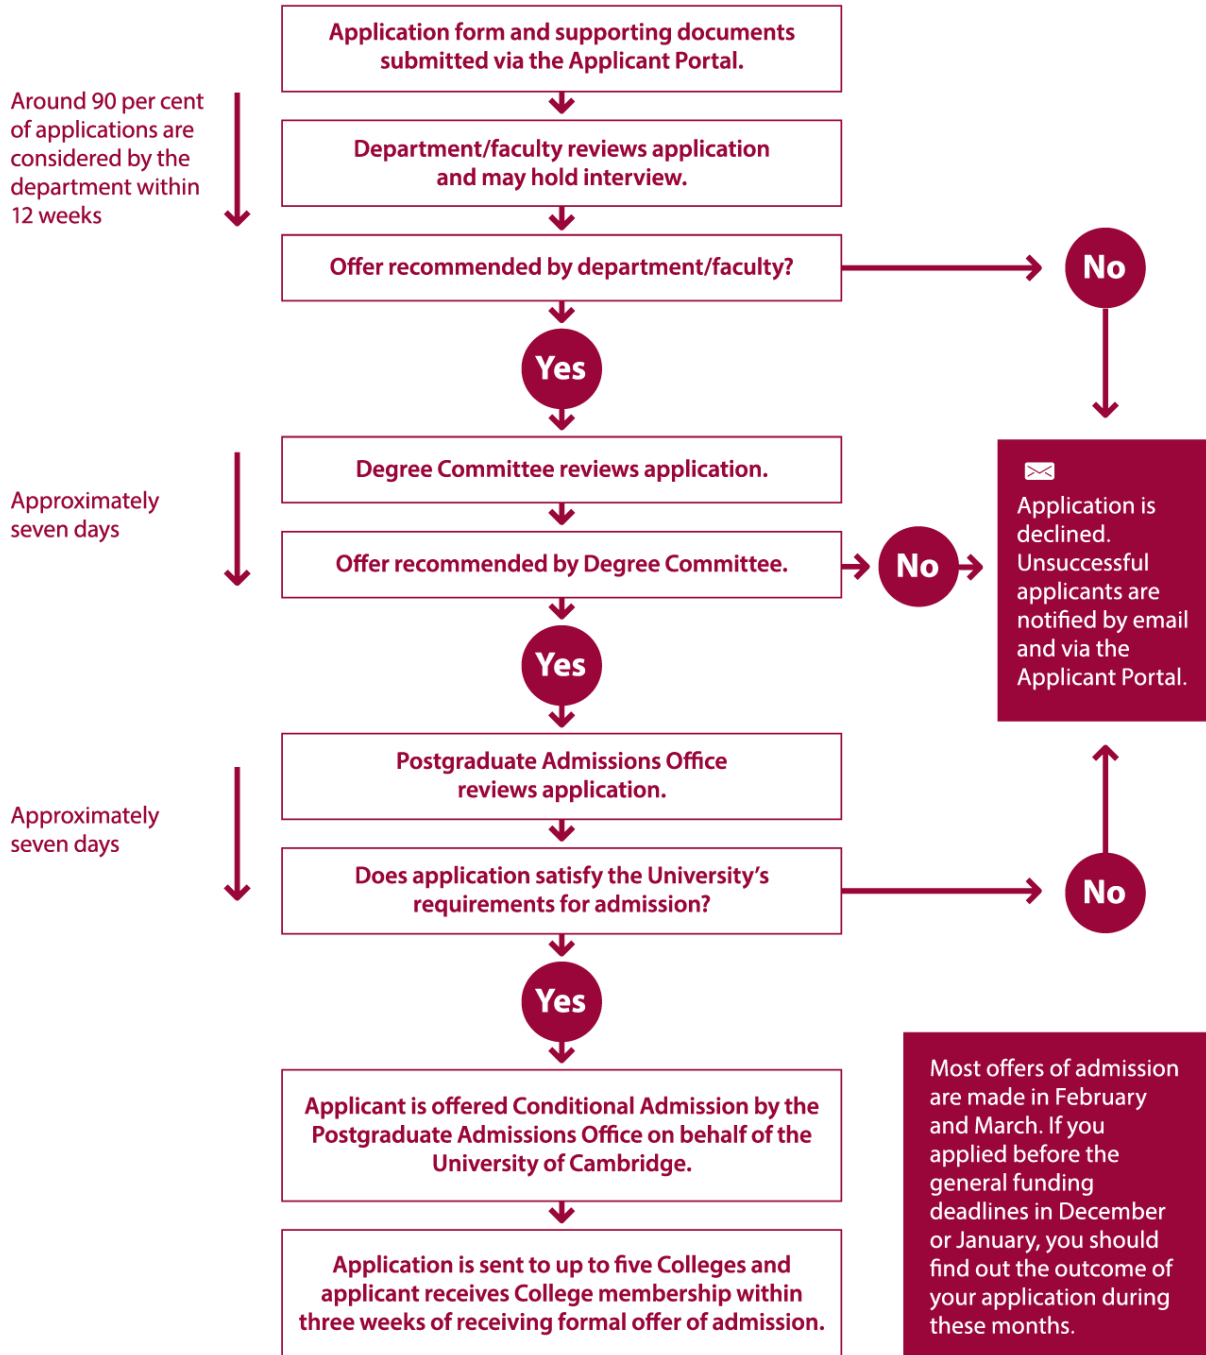 Application form and supporting documents
submitted via the Applicant Portal.
Around 90 per cent
of applications are
considered by the
department within
12 weeks
Department/faculty reviews application
and may hold interview.
Offer recommended by department/faculty?
No
Yes
Approximately
seven days
Degree Committee reviews application.
Offer recommended by Degree Committee.
No
Application is
declined.
Unsuccessful
applicants are
notified by email
and via the
Applicant Portal.
Yes
Approximately
seven days
Postgraduate Admissions Office
reviews application.
Does application satisfy the University’s
requirements for admission?
No
Yes
Applicant is offered Conditional Admission by the
Postgraduate Admissions Office on behalf of the
University of Cambridge.
Application is sent to up to five Colleges and
applicant receives College membership within
three weeks of receiving formal offer of admission.
Most offers of admission
are made in February
and March. If you
applied before the
general funding
deadlines in December
or January, you should
find out the outcome of
your application during
these months.